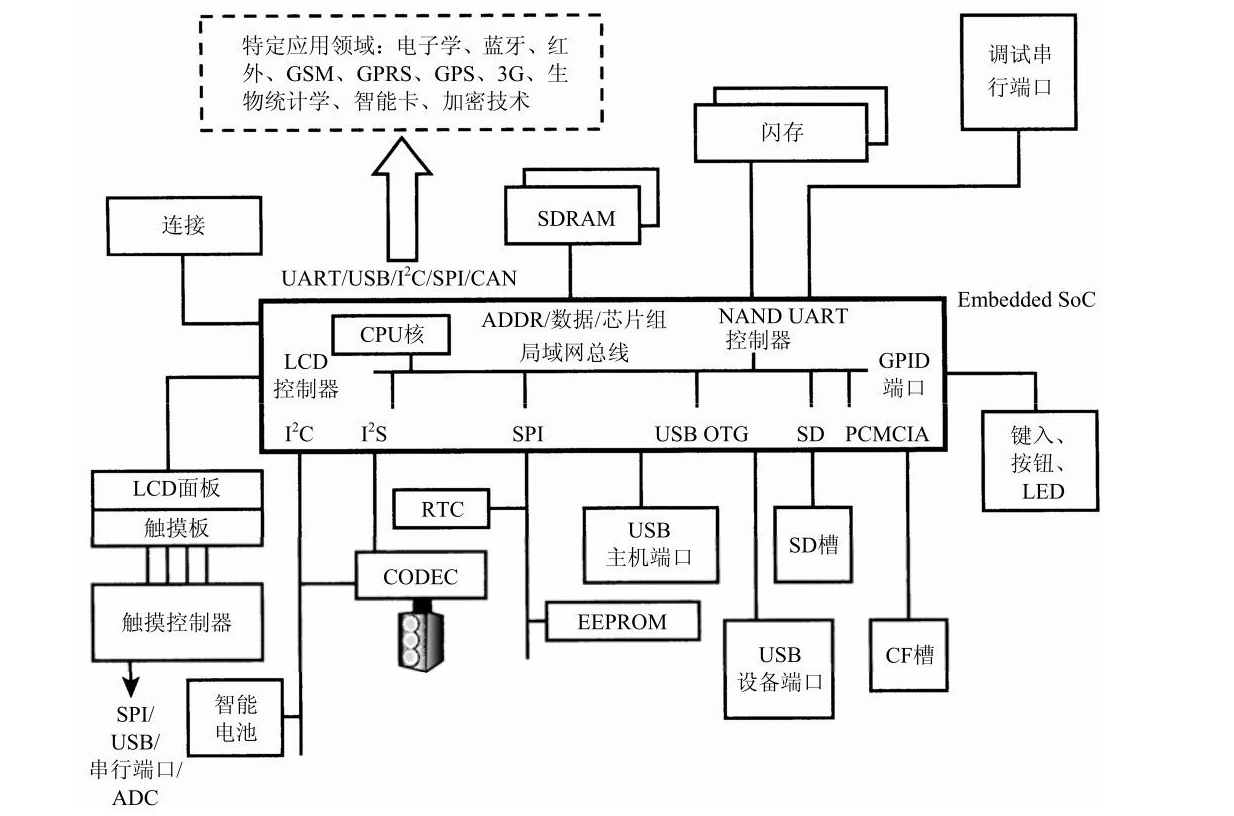 特定应用领域：电子学、蓝牙、红
外、GSM、GPRS、GPS、3G、生
物统计学、智能卡、加密技术
调试串
行端口
闪存
SDRAM
连接
UART/USB/I²C/SPI/CAN
Embedded SoC
CPU核
ADDR/数据/芯片组
局域网总线
NAND UART
控制器
LCD
控制器
GPID
端口
I²C
I²S
SPI
USB OTG
SD
PCMCIA
键入、
按钮、
LED
LCD面板
触摸板
触摸控制器
SPI/
USB/
串行端口/
ADC
智能
电池
RTC
CODEC
EEPROM
USB
主机端口
SD槽
USB
设备端口
CF槽